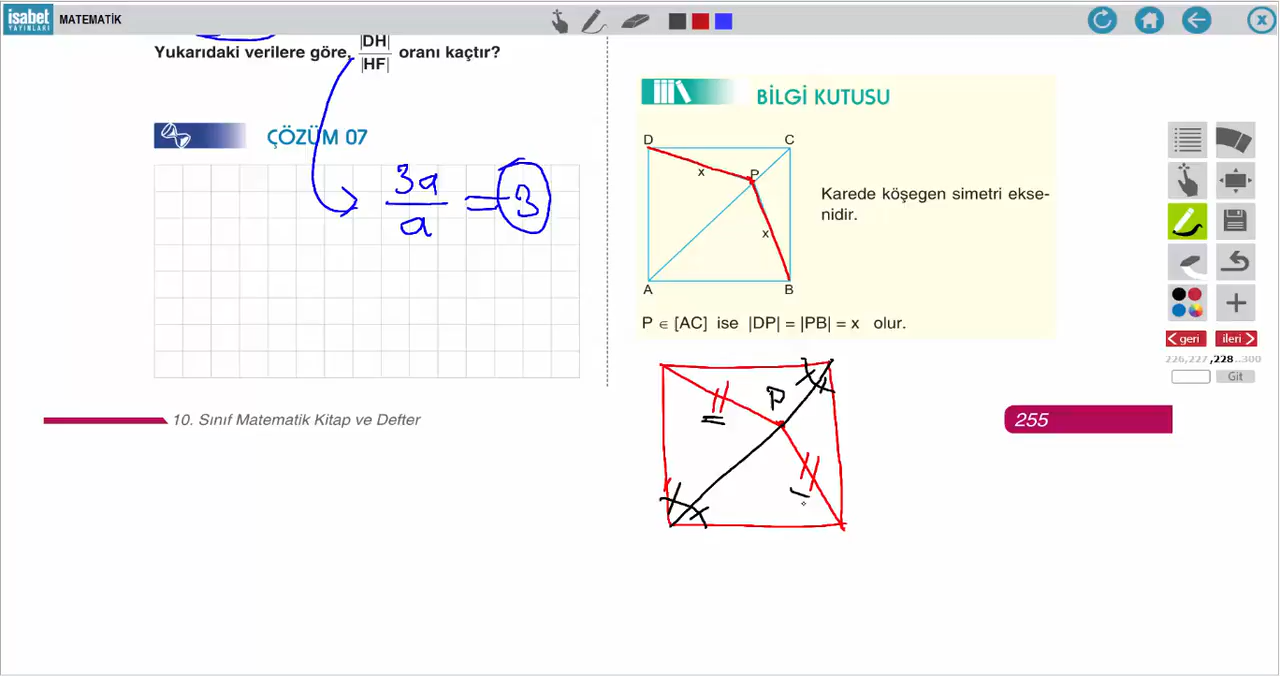 isabet
YAYINLARI
MATEMATİK
Yukarıdaki verilere göre, |DH| / |HF| oranı kaçtır?
ÇÖZÜM 07
3a / a = 3
10. Sınıf Matematik Kitap ve Defter
BİLGİ KUTUSU
D
C
x
P
x
A
B
Karede köşegen simetri ekse-
nidir.
P ∈ [AC] ise |DP| = |PB| = x olur.
P
255
geri
ileri
226,227,228...300
Git